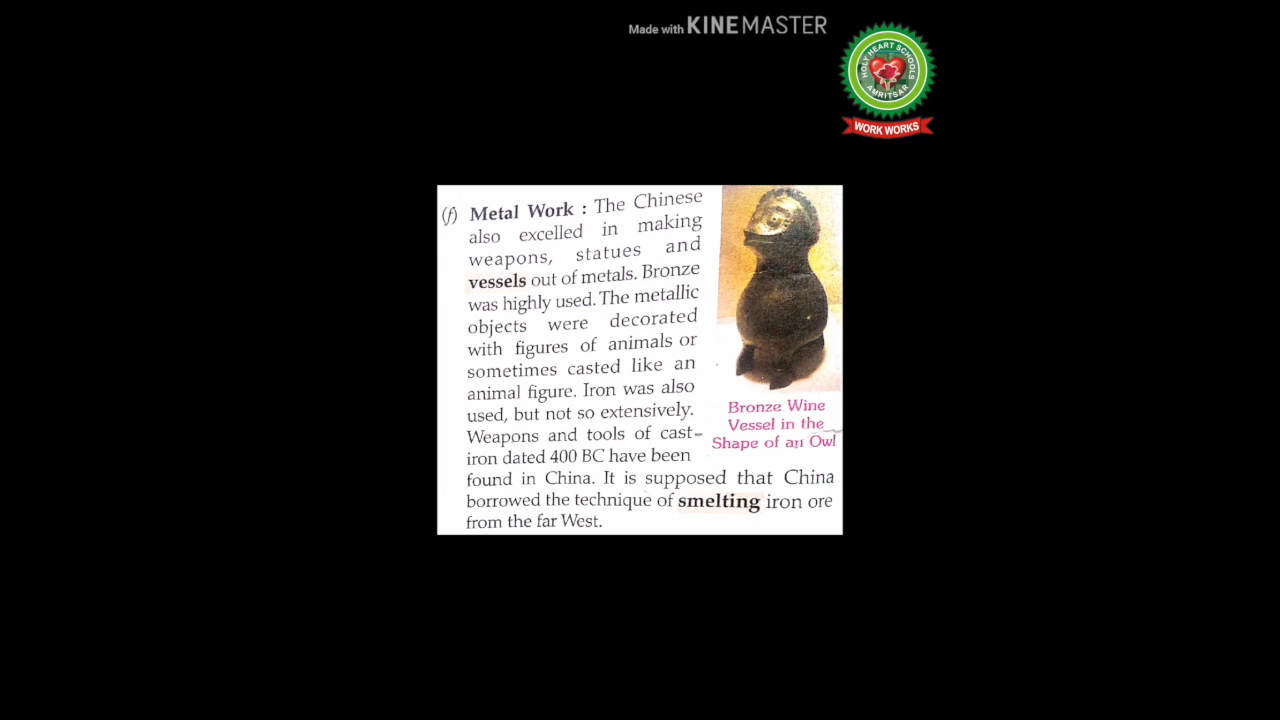 Made with KINEMASTER
HOLY HEART SCHOOLS
AMRITSAR
WORK WORKS
(f) Metal Work : The Chinese
also excelled in making
weapons, statues and
vessels out of metals. Bronze
was highly used. The metallic
objects were decorated
with figures of animals or
sometimes casted like an
animal figure. Iron was also
used, but not so extensively.
Weapons and tools of cast-
iron dated 400 BC have been
found in China. It is supposed that China
borrowed the technique of smelting iron ore
from the far West.
Bronze Wine
Vessel in the
Shape of an Owl